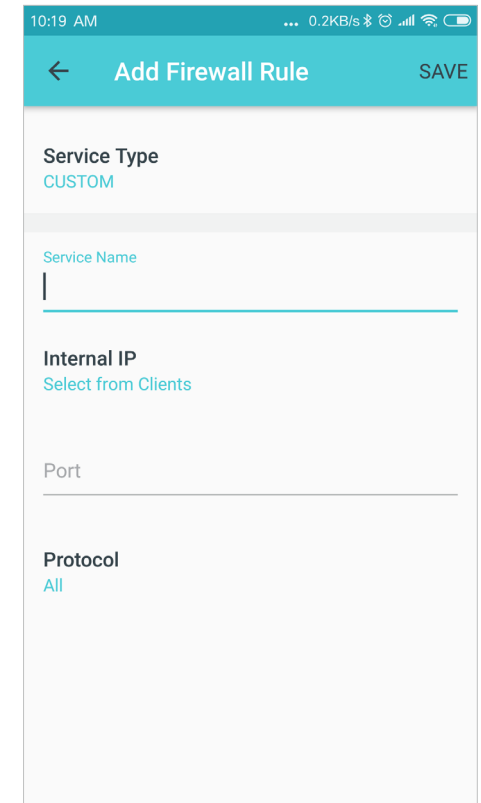 10:19 AM ... 0.2KB/s
Add Firewall Rule SAVE
Service Type
CUSTOM
Service Name
Internal IP
Select from Clients
Port
Protocol
All